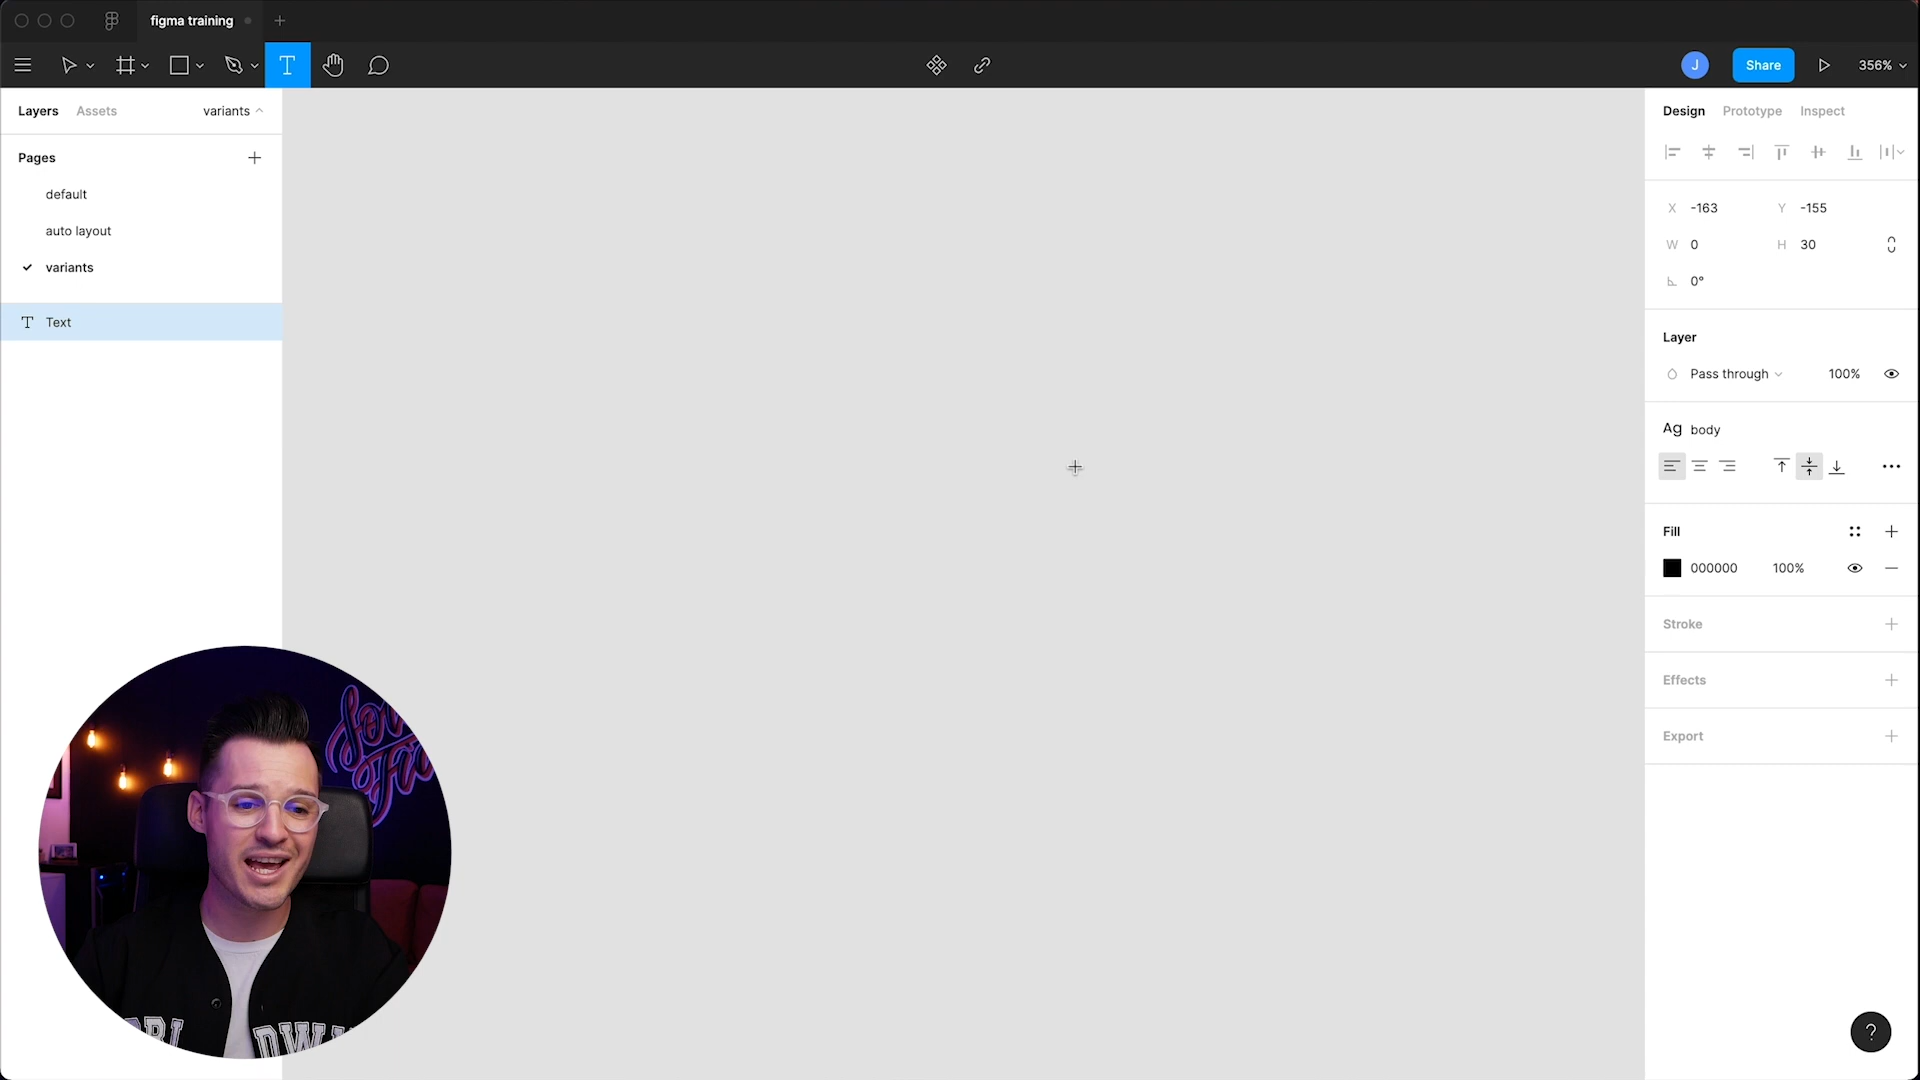 figma training
J
Share
356%
Layers
Assets
variants
Design
Prototype
Inspect
Pages
default
auto layout
variants
Text
X -163
Y -155
W 0
H 30
0°
Layer
Pass through
100%
Ag body
Fill
000000
100%
Stroke
Effects
Export
?